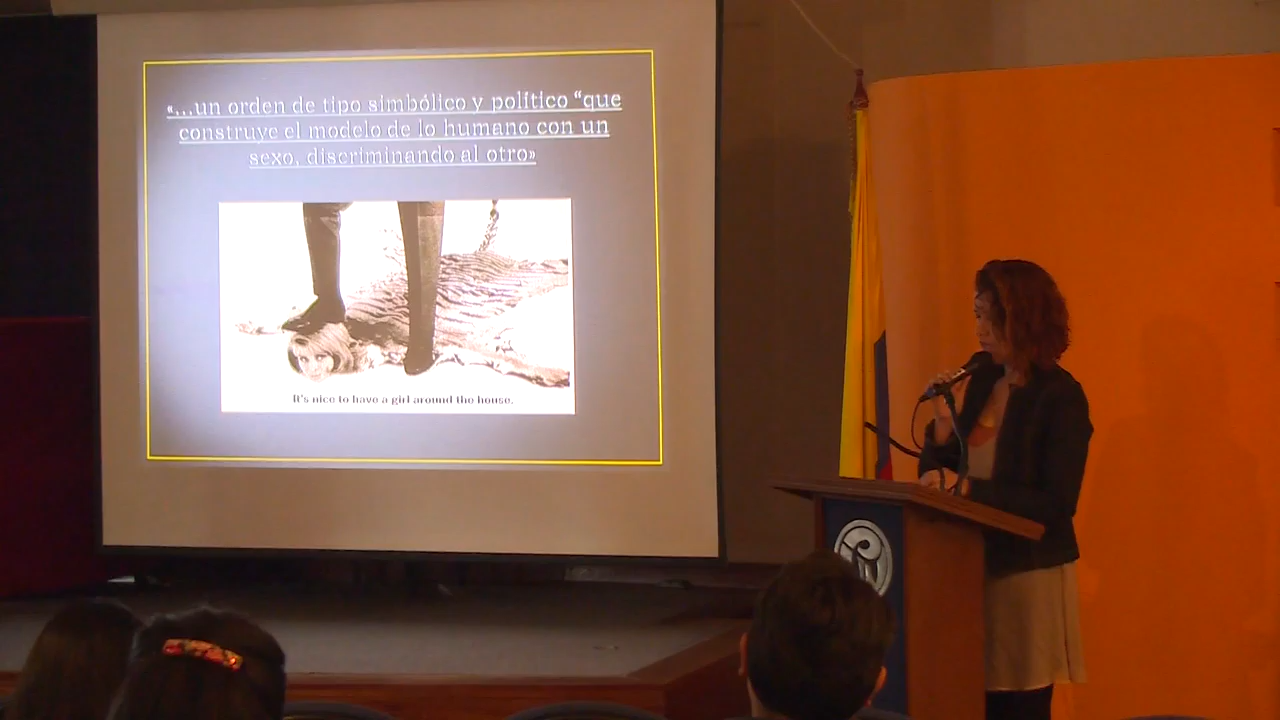 «...un orden de tipo simbólico y político “que
construye el modelo de lo humano con un
sexo, discriminando al otro»
It's nice to have a girl around the house.